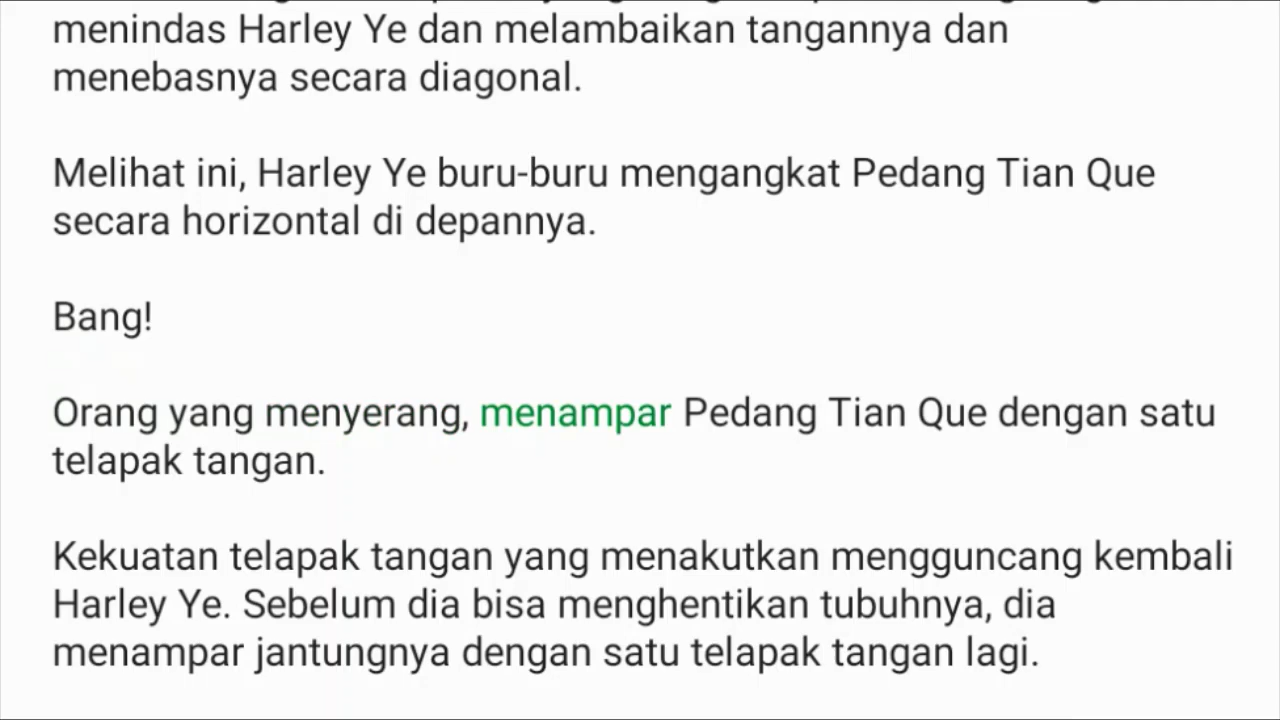 menindas Harley Ye dan melambaikan tangannya dan
menebasnya secara diagonal.
Melihat ini, Harley Ye buru-buru mengangkat Pedang Tian Que
secara horizontal di depannya.
Bang!
Orang yang menyerang, menampar Pedang Tian Que dengan satu
telapak tangan.
Kekuatan telapak tangan yang menakutkan mengguncang kembali
Harley Ye. Sebelum dia bisa menghentikan tubuhnya, dia
menampar jantungnya dengan satu telapak tangan lagi.